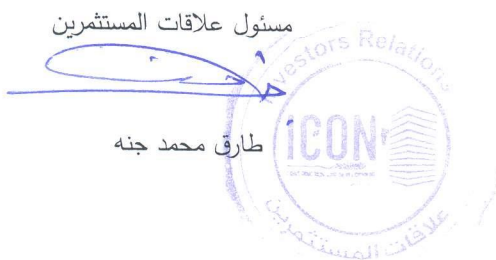 مسئول علاقات المستثمرين
Investors Relations
iCON
طارق محمد جنه
علاقات المستثمرين